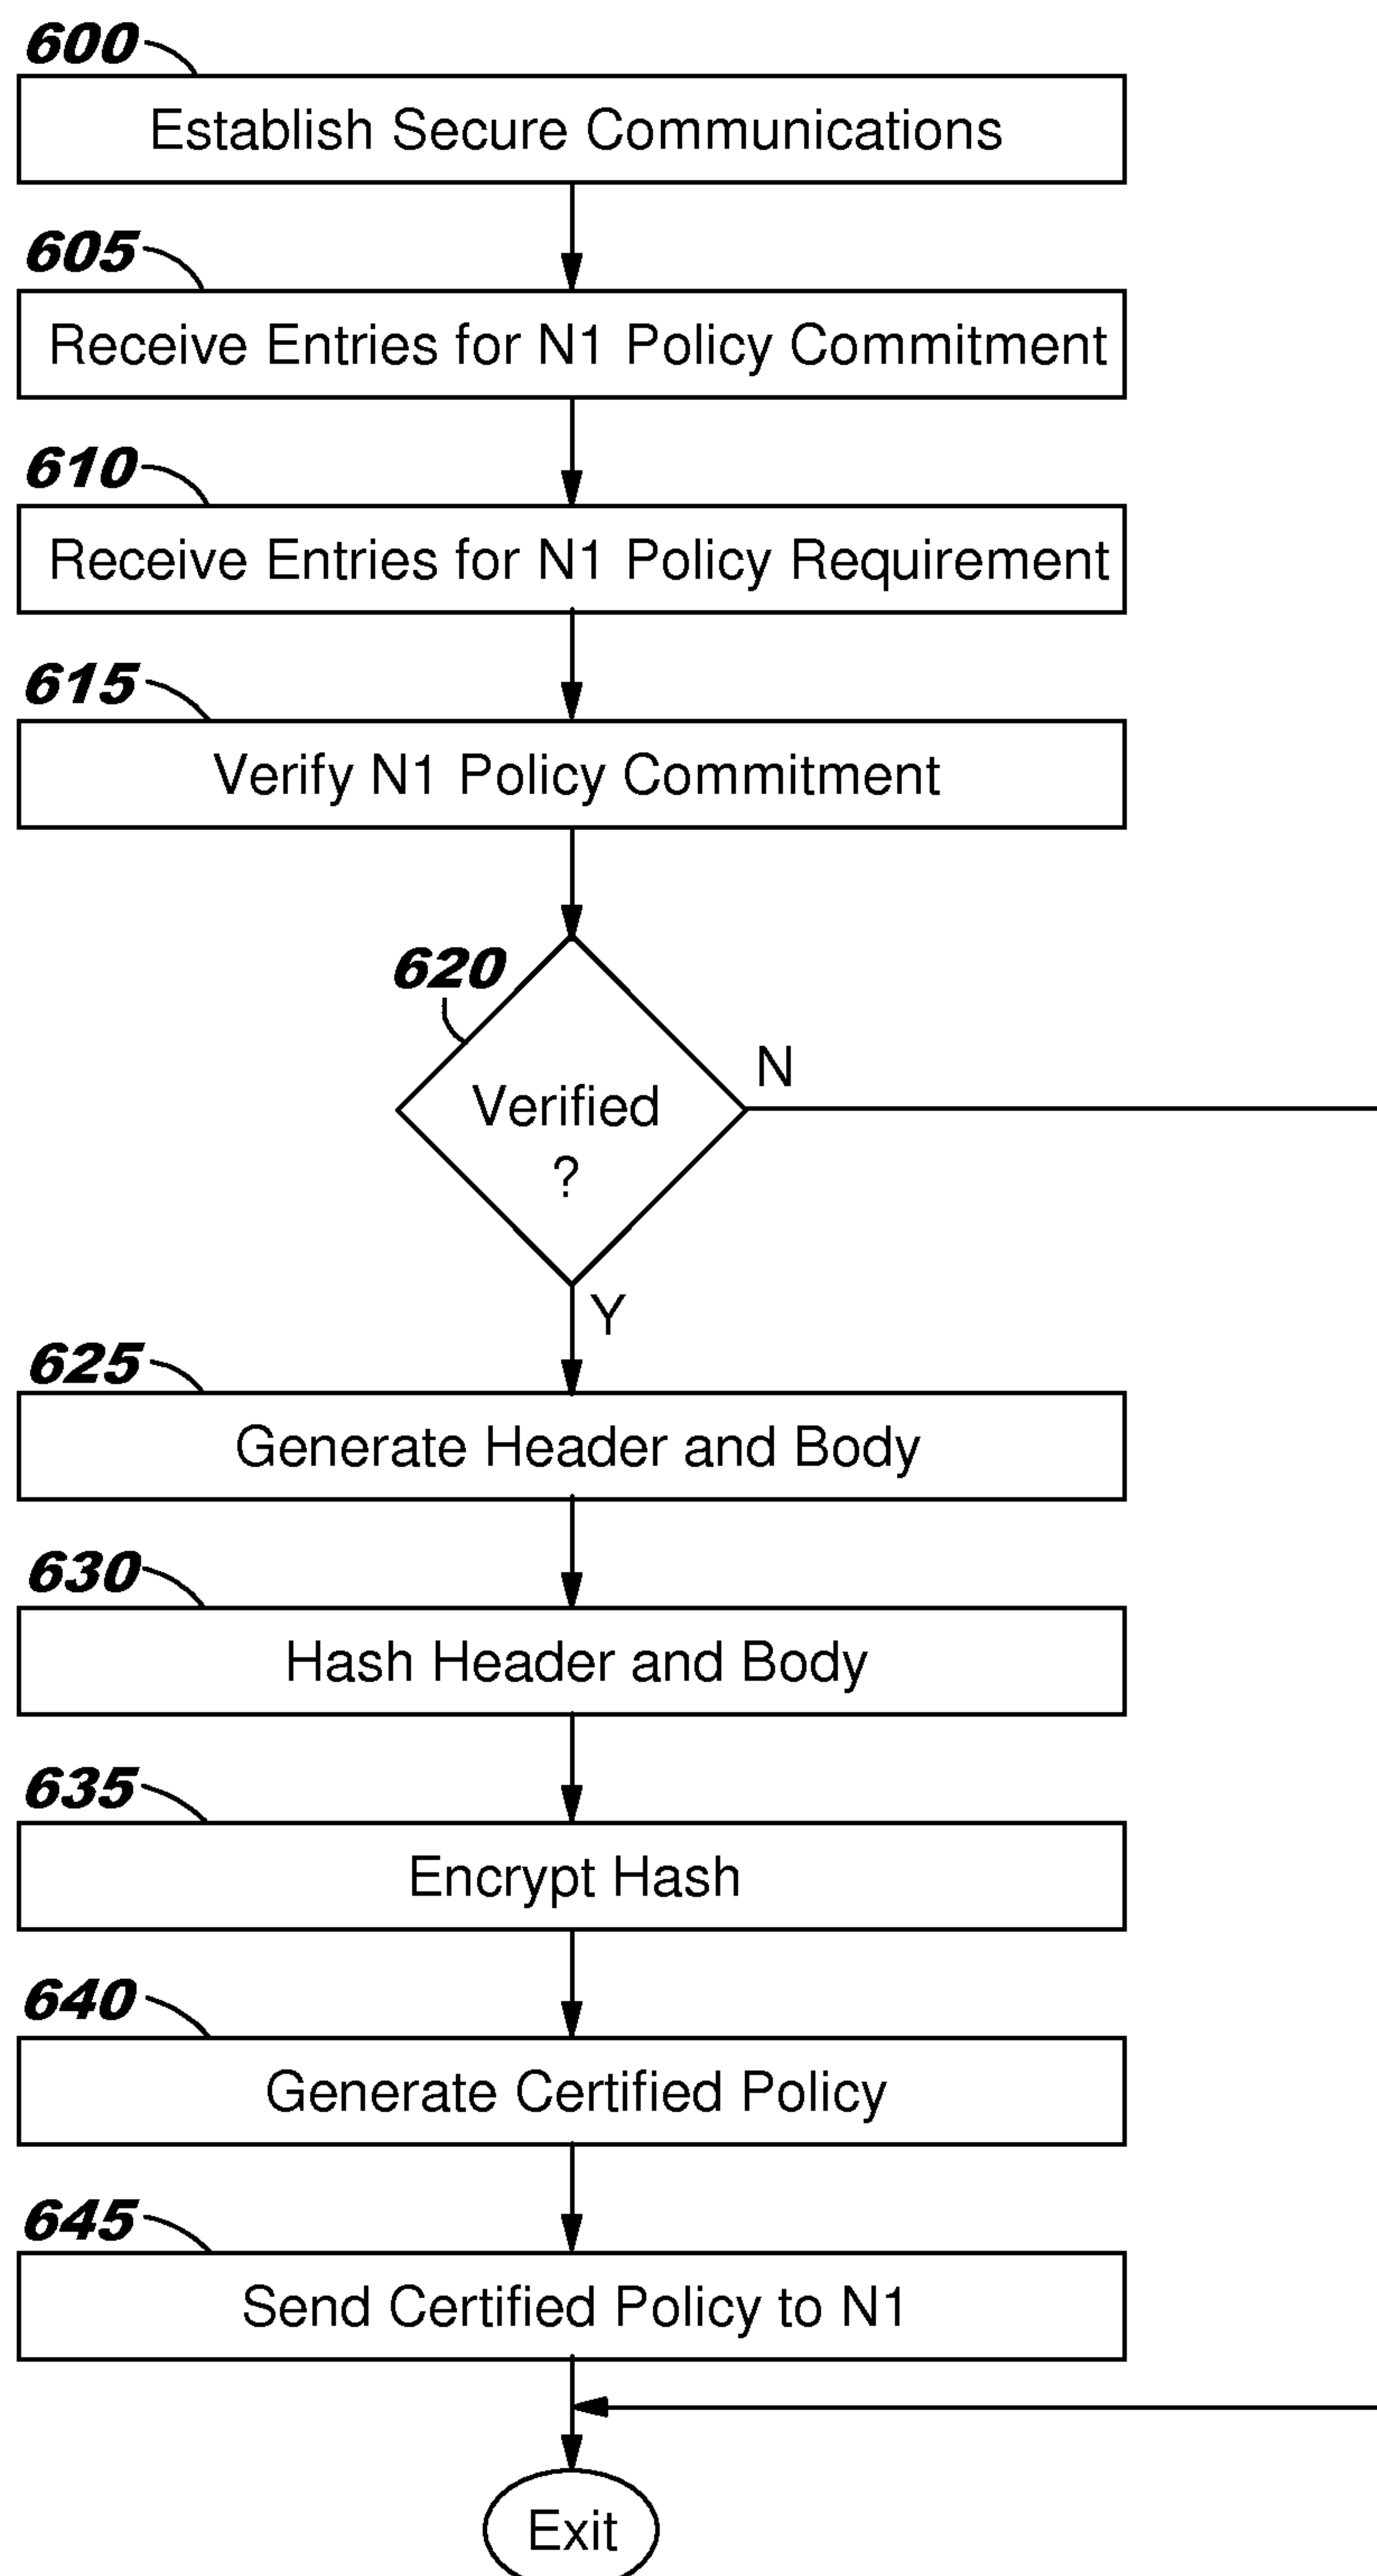 600
Establish Secure Communications
605
Receive Entries for N1 Policy Commitment
610
Receive Entries for N1 Policy Requirement
615
Verify N1 Policy Commitment
620
Verified
?
N
Y
625
Generate Header and Body
630
Hash Header and Body
635
Encrypt Hash
640
Generate Certified Policy
645
Send Certified Policy to N1
Exit